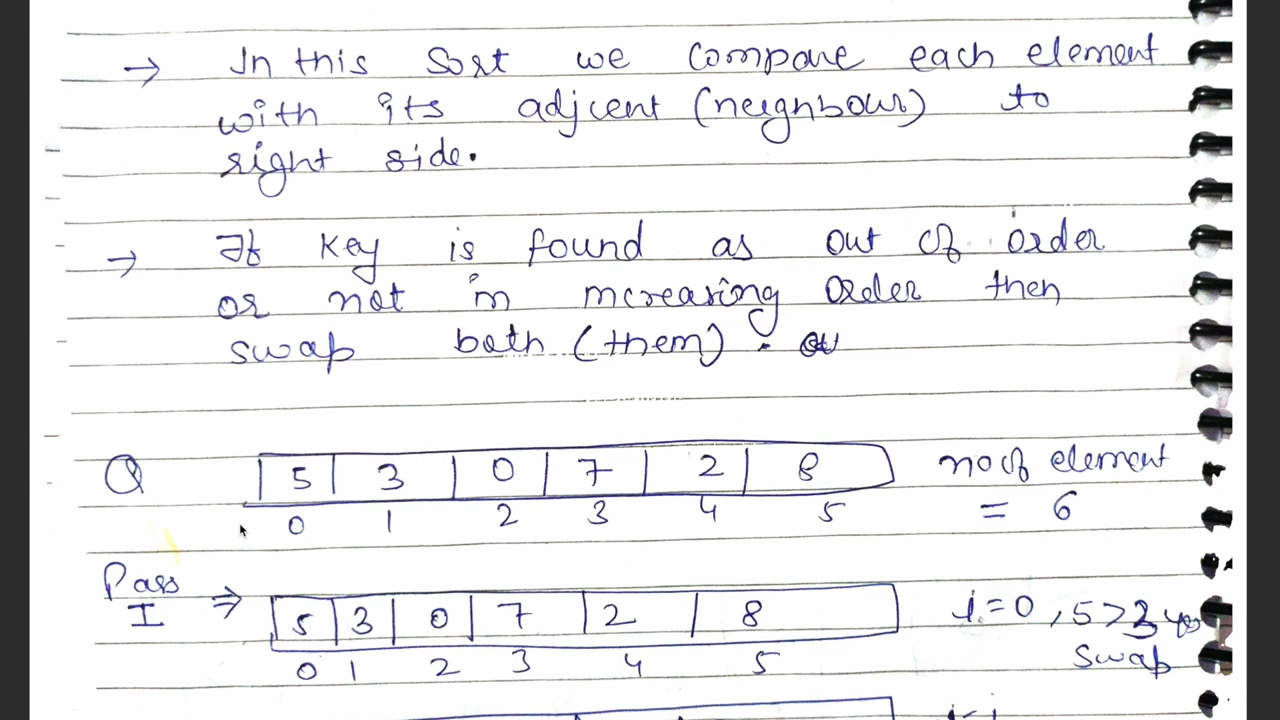 → In this Sort we compare each element
with its adjcent (neighbour) to
right side.
→ If key is found as out of order
or not in increasing order then
swap both (them).
Q 5 3 0 7 2 8 no of element
0 1 2 3 4 5 = 6
Pass
I ⇒ 5 3 0 7 2 8 i=0, 5>3 yes
0 1 2 3 4 5 swap